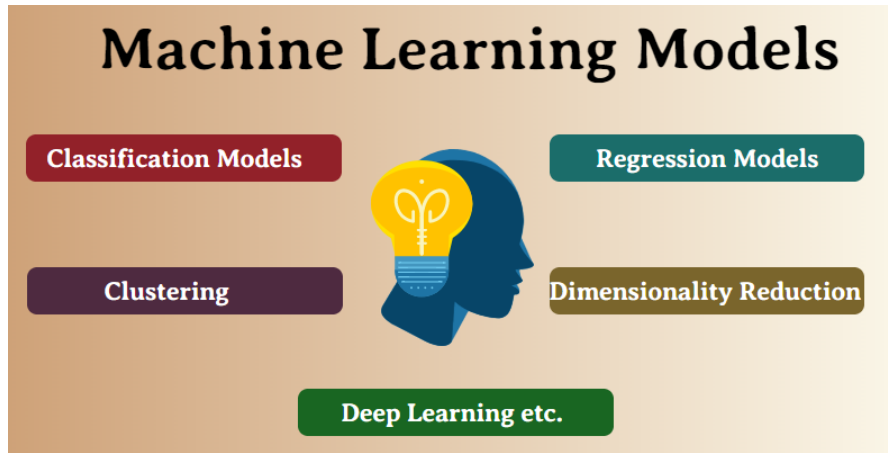 Machine Learning Models
Classification Models
Regression Models
Clustering
Dimensionality Reduction
Deep Learning etc.